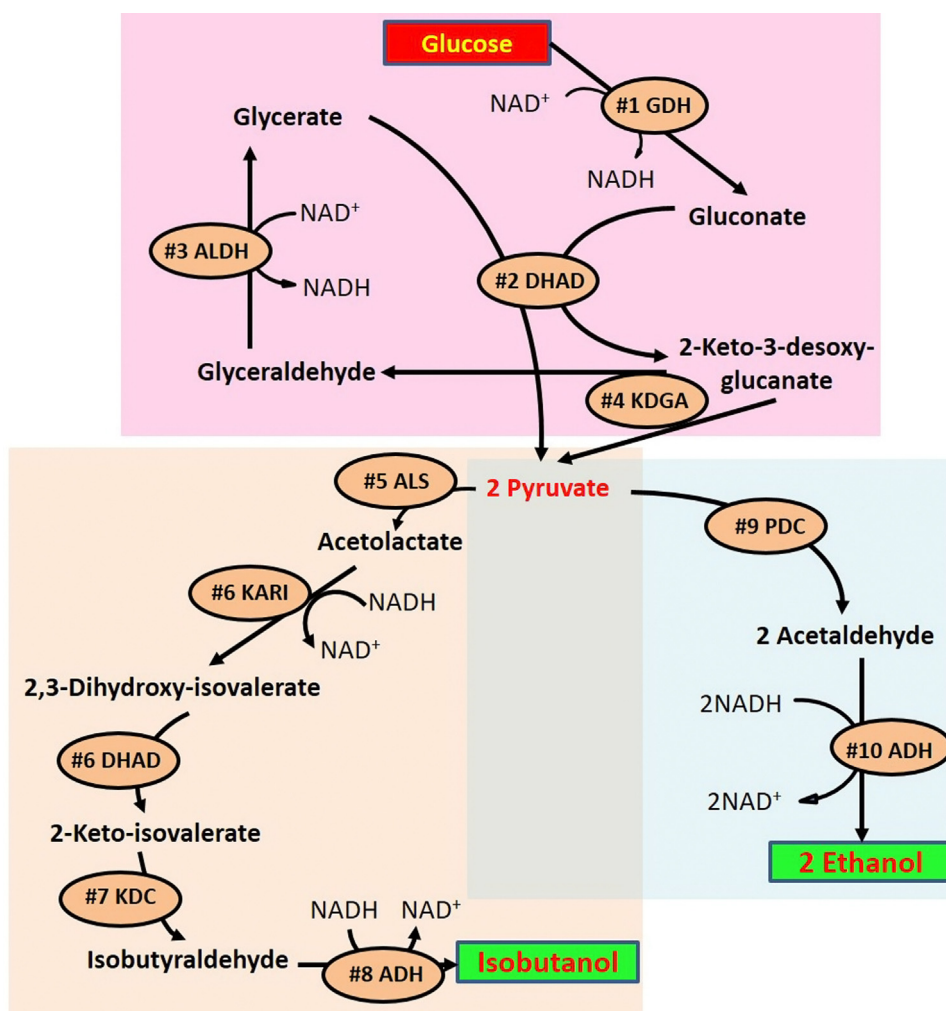 Glucose
NAD+
#1 GDH
Glycerate
NADH
NAD+
Gluconate
#3 ALDH
#2 DHAD
NADH
2-Keto-3-desoxy-
glucanate
Glyceraldehyde
#4 KDGA
#5 ALS
2 Pyruvate
#9 PDC
Acetolactate
#6 KARI
NADH
NAD+
2 Acetaldehyde
2,3-Dihydroxy-isovalerate
2NADH
#6 DHAD
#10 ADH
2NAD+
2-Keto-isovalerate
2 Ethanol
#7 KDC
NADH NAD+
Isobutyraldehyde
#8 ADH
Isobutanol